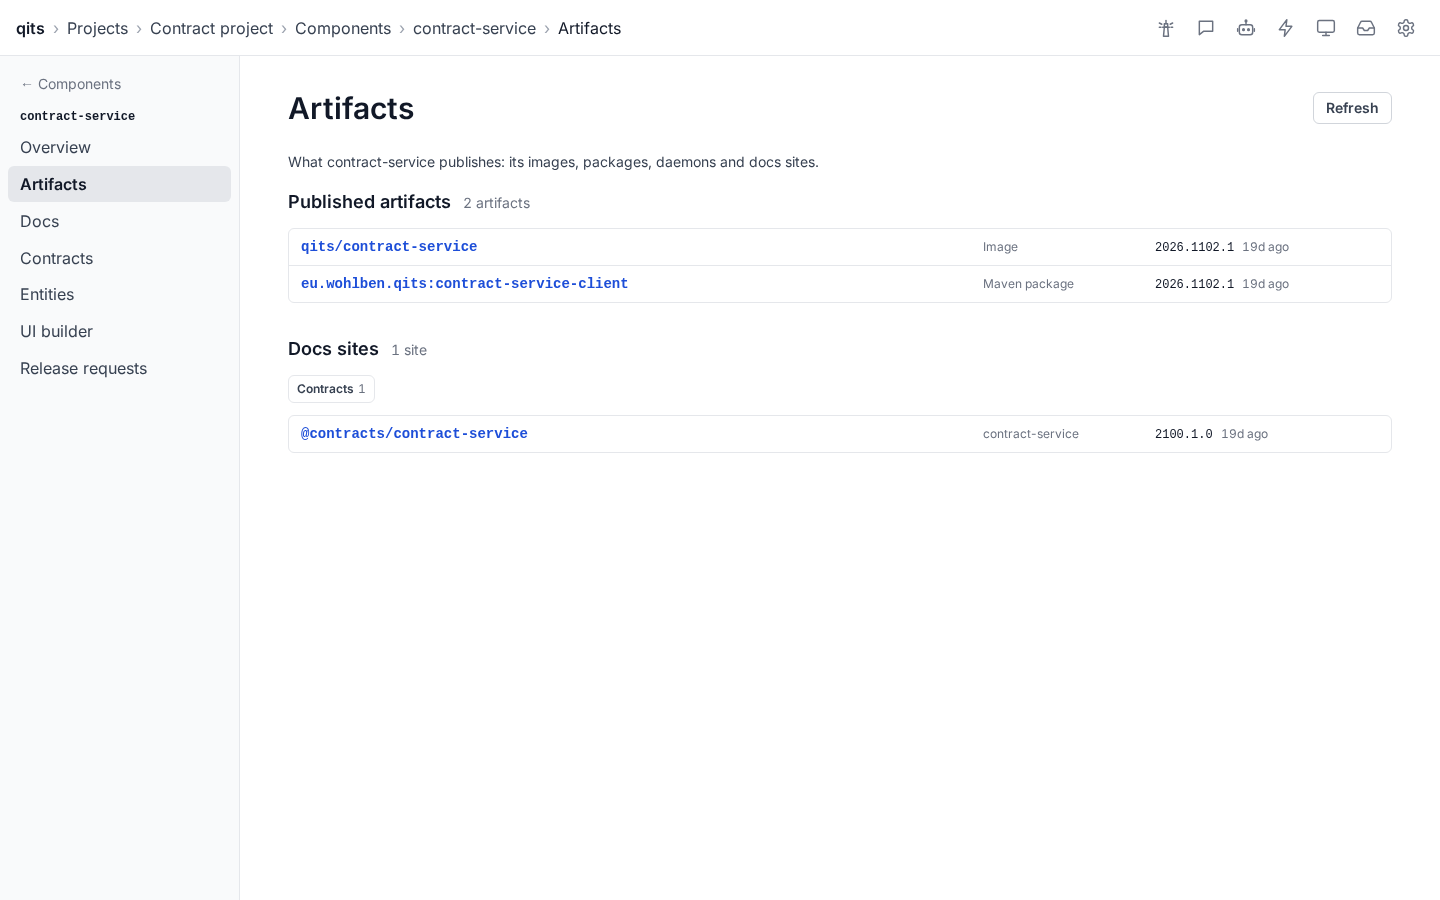 qits › Projects › Contract project › Components › contract-service › Artifacts
← Components
contract-service
Overview
Artifacts
Docs
Contracts
Entities
UI builder
Release requests
Artifacts
Refresh
What contract-service publishes: its images, packages, daemons and docs sites.
Published artifacts 2 artifacts
qits/contract-service Image 2026.1102.1 19d ago
eu.wohlben.qits:contract-service-client Maven package 2026.1102.1 19d ago
Docs sites 1 site
Contracts 1
@contracts/contract-service contract-service 2100.1.0 19d ago